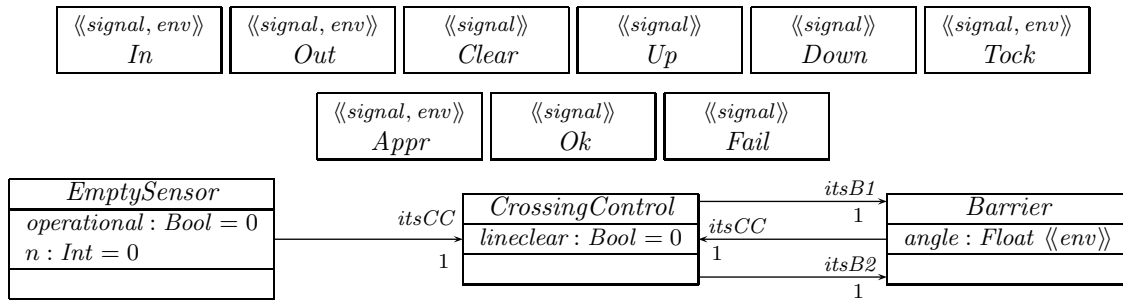 ⟪signal, env⟫ ⟪signal, env⟫ ⟪signal⟫ ⟪signal⟫ ⟪signal⟫ ⟪signal, env⟫
In Out Clear Up Down Tock
⟪signal, env⟫ ⟪signal⟫ ⟪signal⟫
Appr Ok Fail
EmptySensor
operational : Bool = 0
n : Int = 0
itsCC
1
CrossingControl
lineclear : Bool = 0
itsB1
1
itsCC
1
itsB2
1
Barrier
angle : Float ⟪env⟫